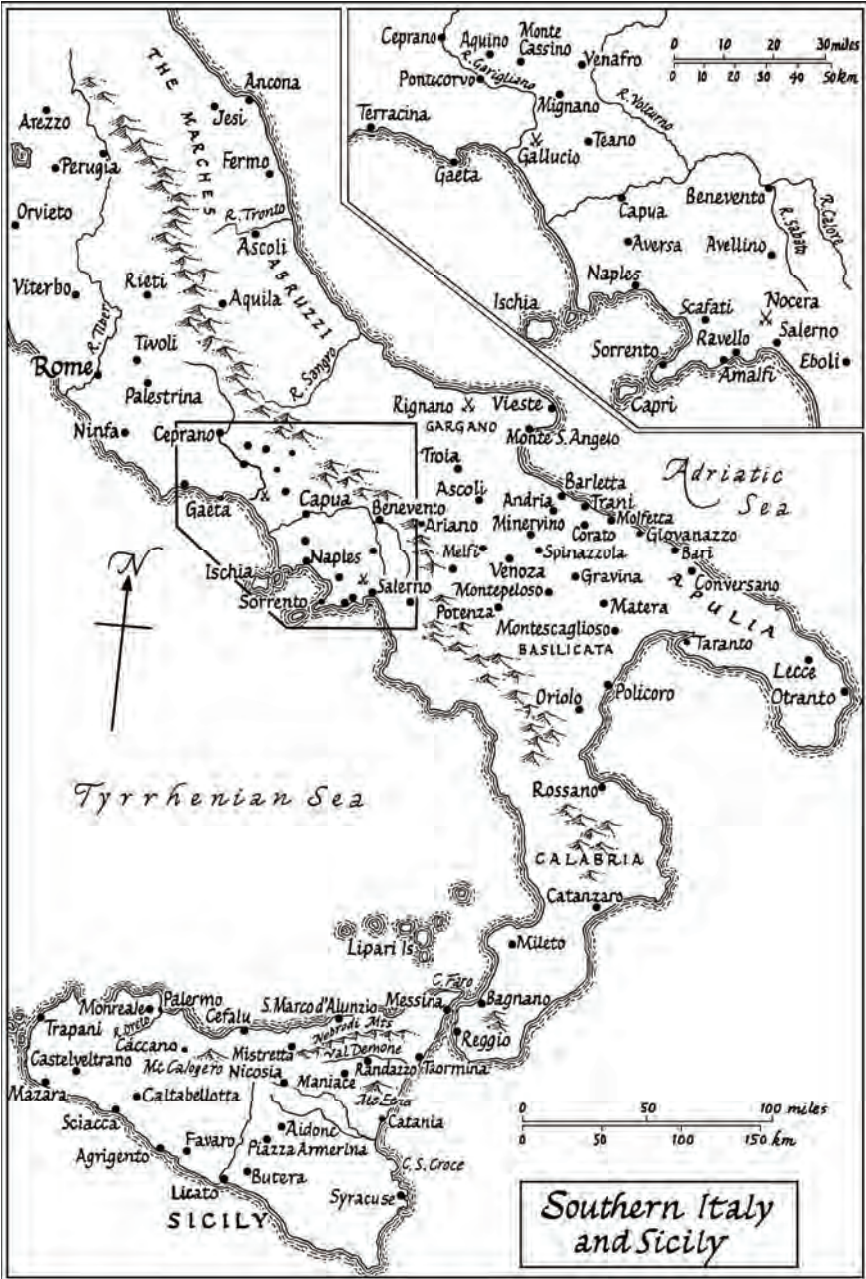 THE MARCHES
Ancona
Jesi
Arezzo
Perugia
Fermo
Orvieto
R. Tronto
Ascoli
ABRUZZI
Viterbo
Rieti
Aquila
R. Tiber
Tivoli
Rome
R. Sangro
Palestrina
Ninfa
Ceprano
Gaeta
Capua
Benevento
Ischia
Naples
Sorrento
Salerno
Ceprano
Aquino
Monte
Cassino
Venafro
Ponticorvo
R. Garigliano
Mignano
R. Volturno
Terracina
Gallucio
Teano
Gaeta
Capua
Benevento
R. Sabato
R. Calore
Aversa
Avellino
Naples
Ischia
Scafati
Nocera
Salerno
Sorrento
Ravello
Amalfi
Eboli
Capri
0 10 20 30 miles
0 10 20 30 40 50 km
Rignano
Vieste
GARGANO
Monte S. Angelo
Troia
Adriatic
Sea
Ascoli
Barletta
Andria
Trani
Ariano
Minervino
Corato
Molfetta
Giovanazzo
Melfi
Spinazzola
Bari
Venoza
Gravina
Conversano
Montepeloso
APULIA
Potenza
Matera
Montescaglioso
BASILICATA
Taranto
Lecce
Otranto
Oriolo
Policoro
N
Tyrrhenian Sea
Rossano
CALABRIA
Catanzaro
Lipari Is
Mileto
C. Faro
Bagnano
Messina
Reggio
Monreale
Palermo
Trapani
R. Oreto
Cefalu
S. Marco d'Alunzio
Nebrodi Mts
Caccano
Mistretta
Val Demone
Castelveltrano
Mt. Calogero
Nicosia
Maniace
Randazzo
Taormina
Mazara
Caltabellotta
Sciacca
Catania
Aidone
Favaro
Piazza Armerina
Agrigento
C. S. Croce
Butera
Licato
Syracuse
SICILY
0 50 100 miles
0 50 100 150 km
Southern Italy
and Sicily